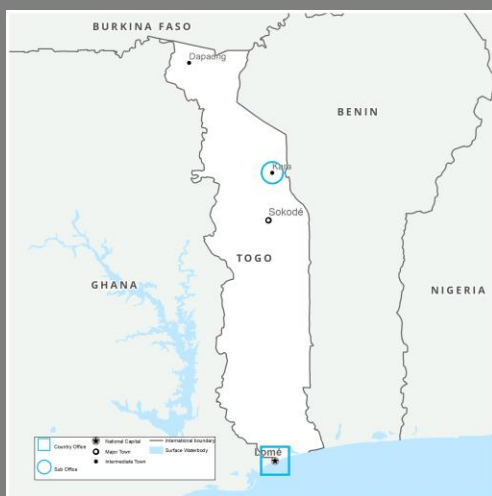 BURKINA FASO
Dapaong
BENIN
Kara
Sokodé
TOGO
GHANA
NIGERIA
Lomé
Country Office
Sub Office
National Capital
Major Town
Intermediate Town
International boundary
Surface Waterbody